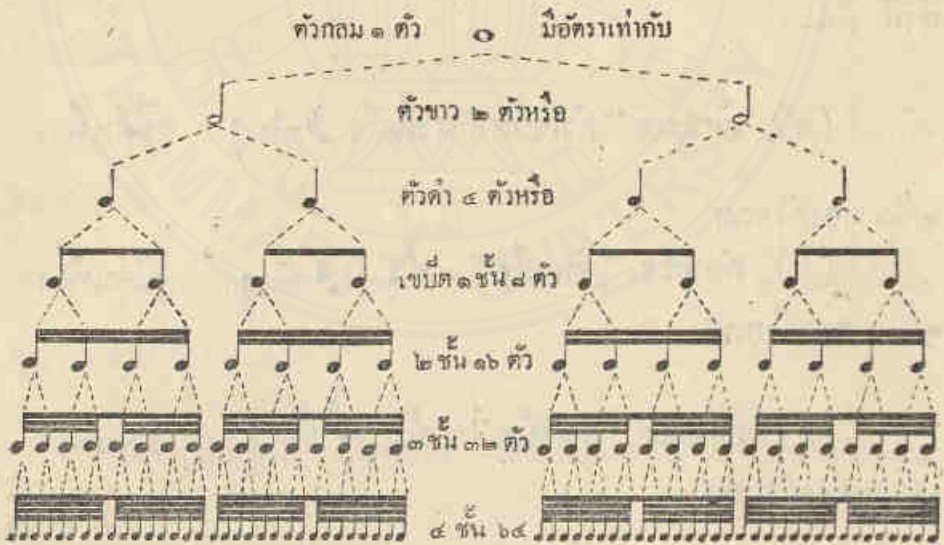 ตัวกลม ๑ ตัว มีอัตราเท่ากับ
ตัวขาว ๒ ตัวหรือ
ตัวดำ ๔ ตัวหรือ
เขบ็ต ๑ ชั้น ๘ ตัว
๒ ชั้น ๑๖ ตัว
๓ ชั้น ๓๒ ตัว
๔ ชั้น ๖๔